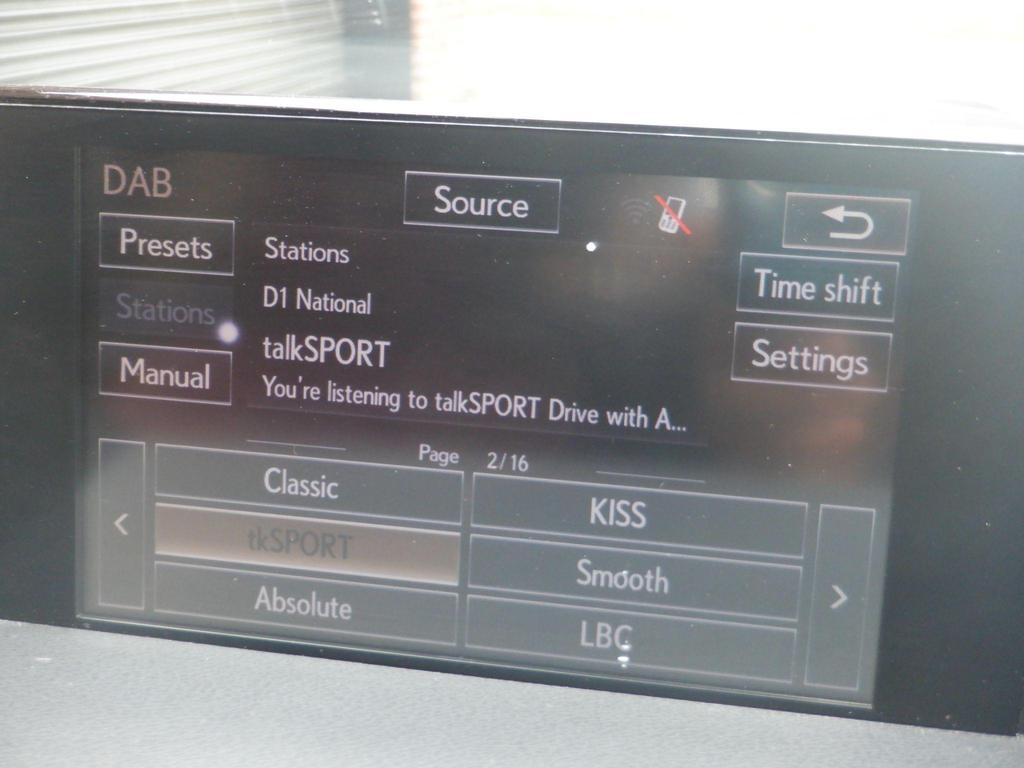 DAB
Source
Presets
Stations
Time shift
Stations
D1 National
Settings
talkSPORT
Manual
You're listening to talkSPORT Drive with A...
Page 2/16
Classic
KISS
<
tkSPORT
Smooth
>
Absolute
LBC